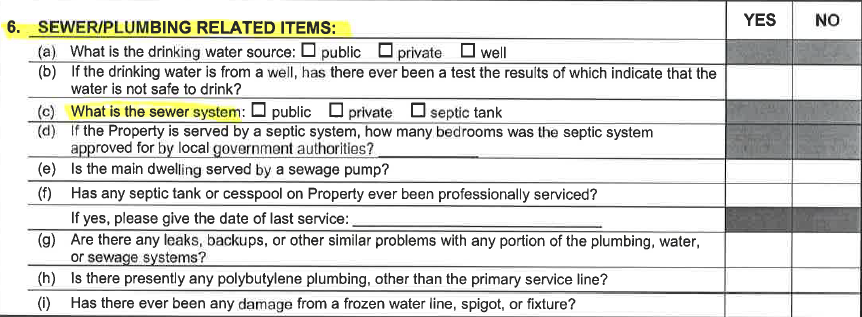 6. SEWER/PLUMBING RELATED ITEMS: YES NO
(a) What is the drinking water source: ☐ public ☐ private ☐ well
(b) If the drinking water is from a well, has there ever been a test the results of which indicate that the
water is not safe to drink?
(c) What is the sewer system: ☐ public ☐ private ☐ septic tank
(d) If the Property is served by a septic system, how many bedrooms was the septic system
approved for by local government authorities? ___________
(e) Is the main dwelling served by a sewage pump?
(f) Has any septic tank or cesspool on Property ever been professionally serviced?
If yes, please give the date of last service: ___________________________
(g) Are there any leaks, backups, or other similar problems with any portion of the plumbing, water,
or sewage systems?
(h) Is there presently any polybutylene plumbing, other than the primary service line?
(i) Has there ever been any damage from a frozen water line, spigot, or fixture?